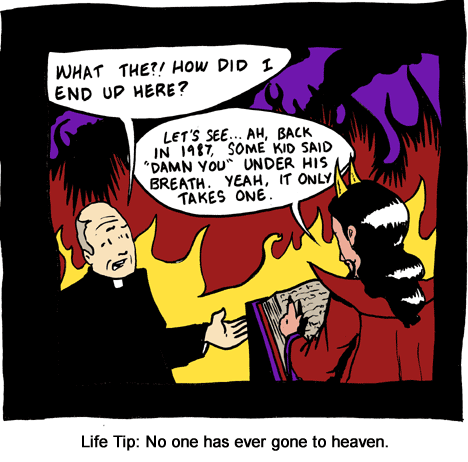 WHAT THE?! HOW DID I
END UP HERE?
LET'S SEE... AH, BACK
IN 1987, SOME KID SAID
"DAMN YOU" UNDER HIS
BREATH. YEAH, IT ONLY
TAKES ONE.
Life Tip: No one has ever gone to heaven.